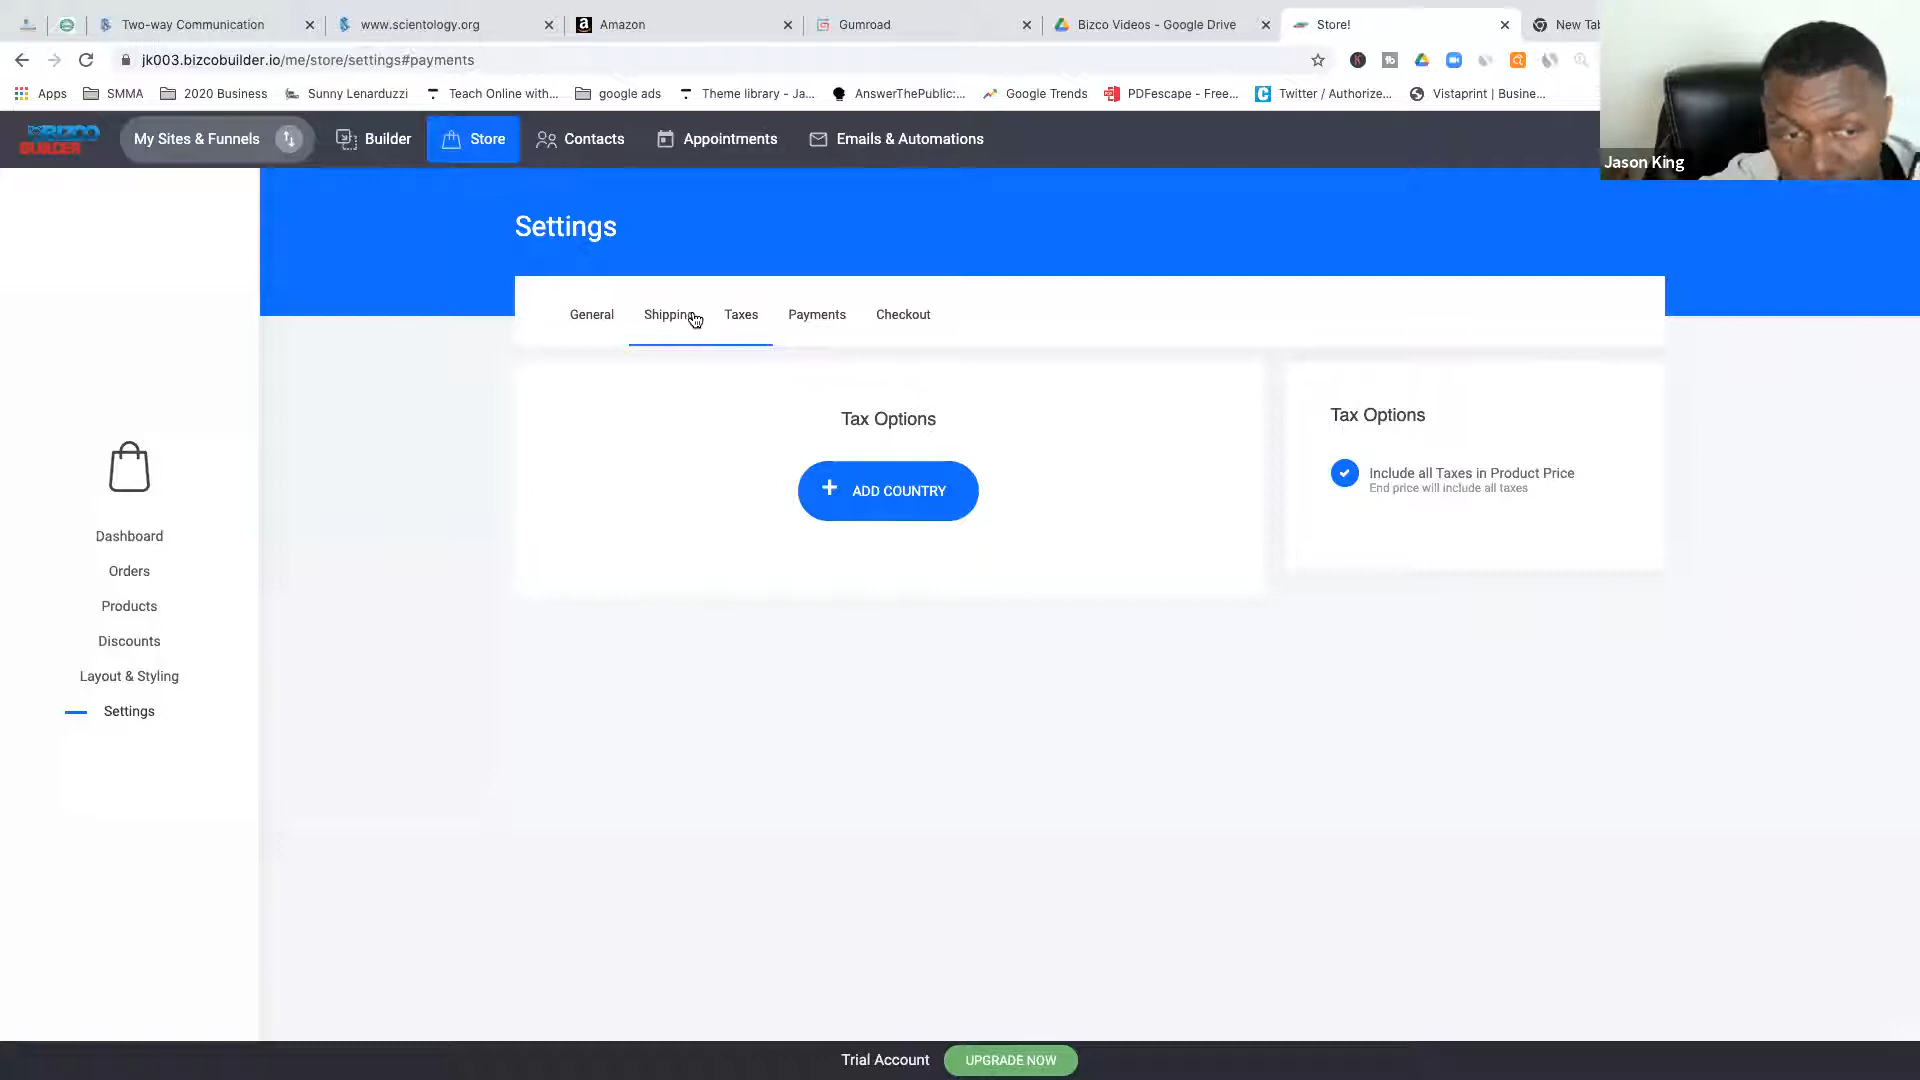 Two-way Communication
www.scientology.org
Amazon
Gumroad
Bizco Videos - Google Drive
Store!
New Tab
jk003.bizcobuilder.io/me/store/settings#payments
Apps
SMMA
2020 Business
Sunny Lenarduzzi
Teach Online with...
google ads
Theme library - Ja...
AnswerThePublic:...
Google Trends
PDFescape - Free...
Twitter / Authorize...
Vistaprint | Busine...
BIZCO
BUILDER
My Sites & Funnels
Builder
Store
Contacts
Appointments
Emails & Automations
Jason King
Settings
General
Shipping
Taxes
Payments
Checkout
Tax Options
ADD COUNTRY
Tax Options
Include all Taxes in Product Price
End price will include all taxes
Dashboard
Orders
Products
Discounts
Layout & Styling
Settings
Trial Account
UPGRADE NOW